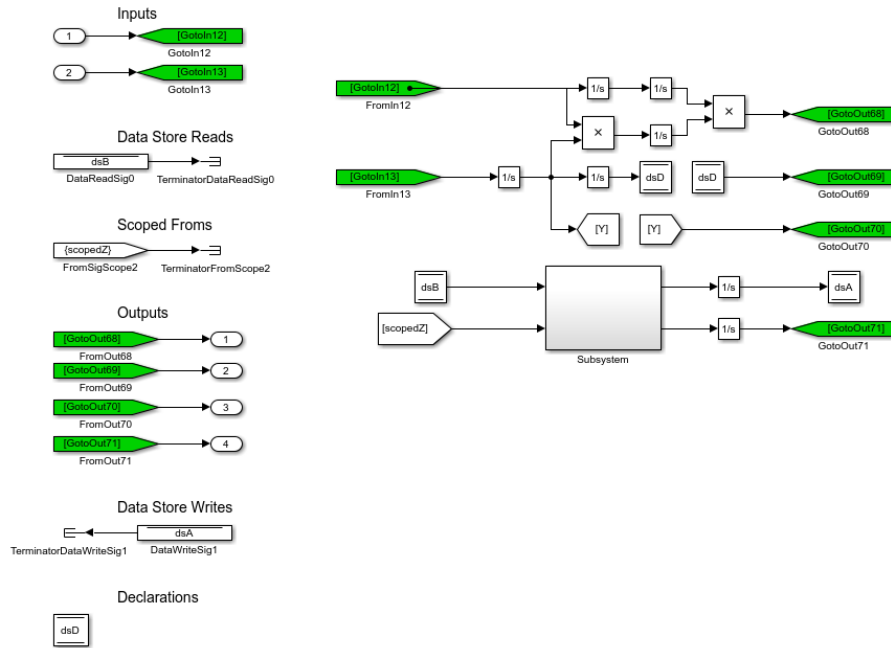 Inputs
1
[GotoIn12]
GotoIn12
2
[GotoIn13]
GotoIn13
Data Store Reads
dsB
DataReadSig0
TerminatorDataReadSig0
Scoped Froms
{scopedZ}
FromSigScope2
TerminatorFromScope2
Outputs
[GotoOut68]
1
FromOut68
[GotoOut69]
2
FromOut69
[GotoOut70]
3
FromOut70
[GotoOut71]
4
FromOut71
Data Store Writes
dsA
TerminatorDataWriteSig1
DataWriteSig1
Declarations
dsD
[GotoIn12]
FromIn12
1/s
1/s
×
×
1/s
[GotoOut68]
GotoOut68
[GotoIn13]
FromIn13
1/s
1/s
dsD
dsD
[GotoOut69]
GotoOut69
[Y]
[Y]
[GotoOut70]
GotoOut70
dsB
1/s
dsA
[scopedZ]
1/s
[GotoOut71]
GotoOut71
Subsystem